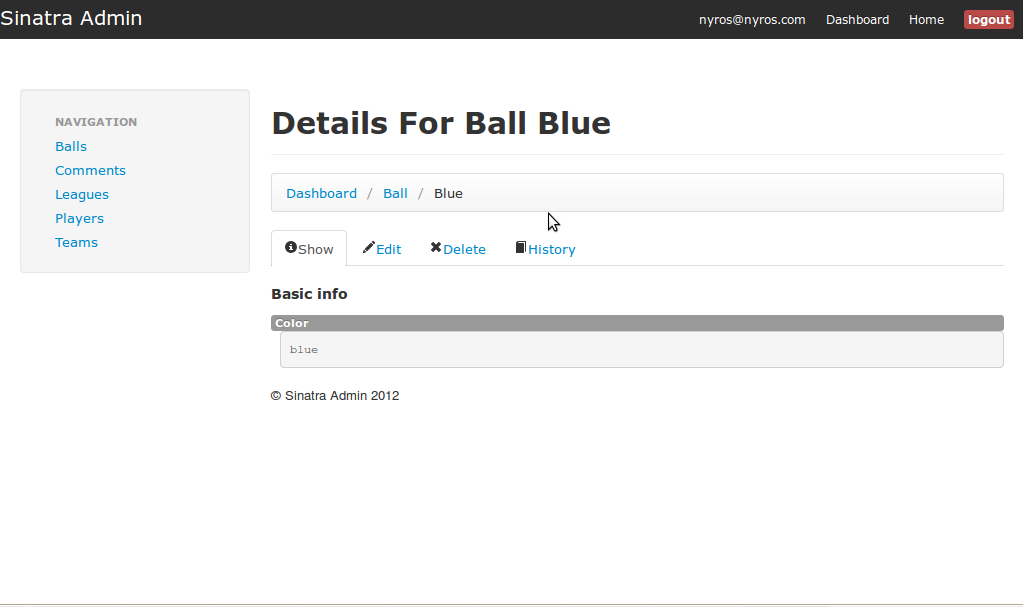 Sinatra Admin nyros@nyros.com Dashboard Home logout
NAVIGATION
Balls
Comments
Leagues
Players
Teams
Details For Ball Blue
Dashboard / Ball / Blue
Show Edit Delete History
Basic info
Color
blue
© Sinatra Admin 2012